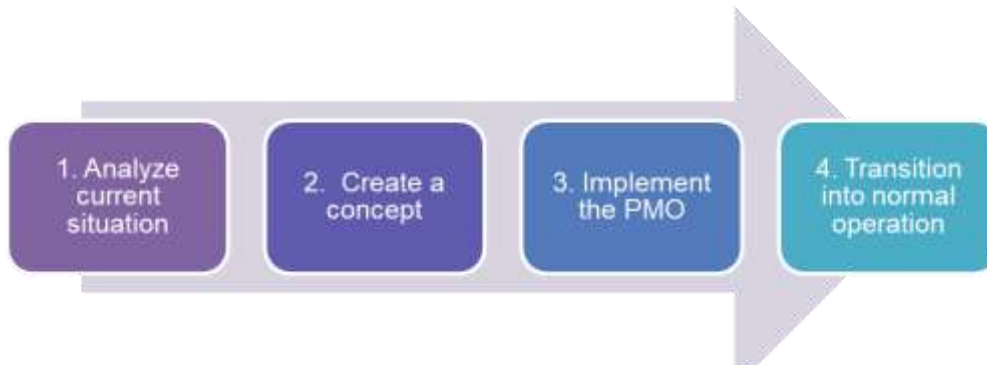 1. Analyze
current
situation
2. Create a
concept
3. Implement
the PMO
4. Transition
into normal
operation